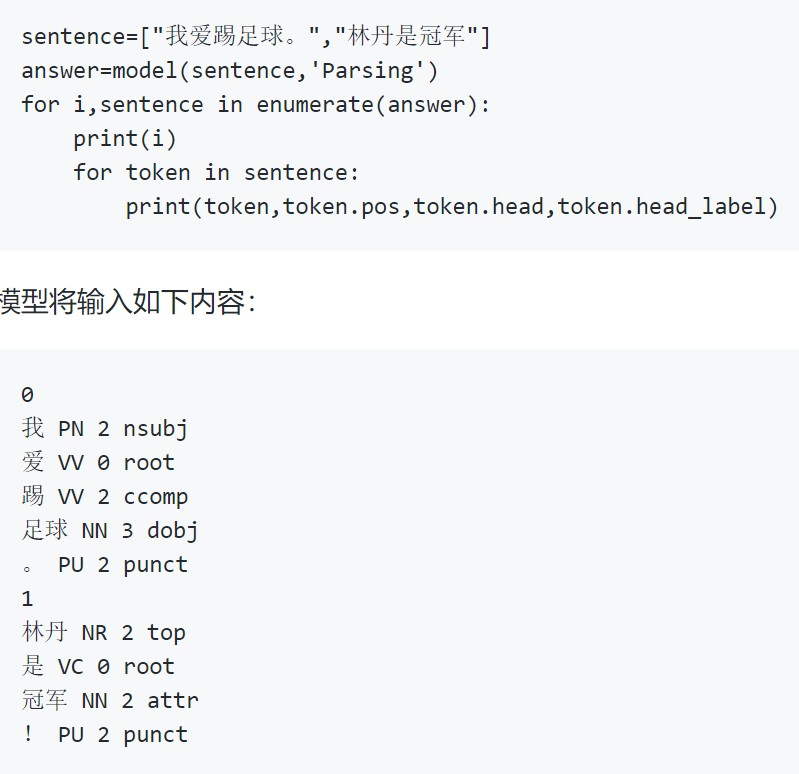 sentence=["我爱踢足球。","林丹是冠军"]
answer=model(sentence,'Parsing')
for i,sentence in enumerate(answer):
    print(i)
    for token in sentence:
        print(token,token.pos,token.head,token.head_label)
模型将输入如下内容：
0
我 PN 2 nsubj
爱 VV 0 root
踢 VV 2 ccomp
足球 NN 3 dobj
。 PU 2 punct
1
林丹 NR 2 top
是 VC 0 root
冠军 NN 2 attr
！ PU 2 punct